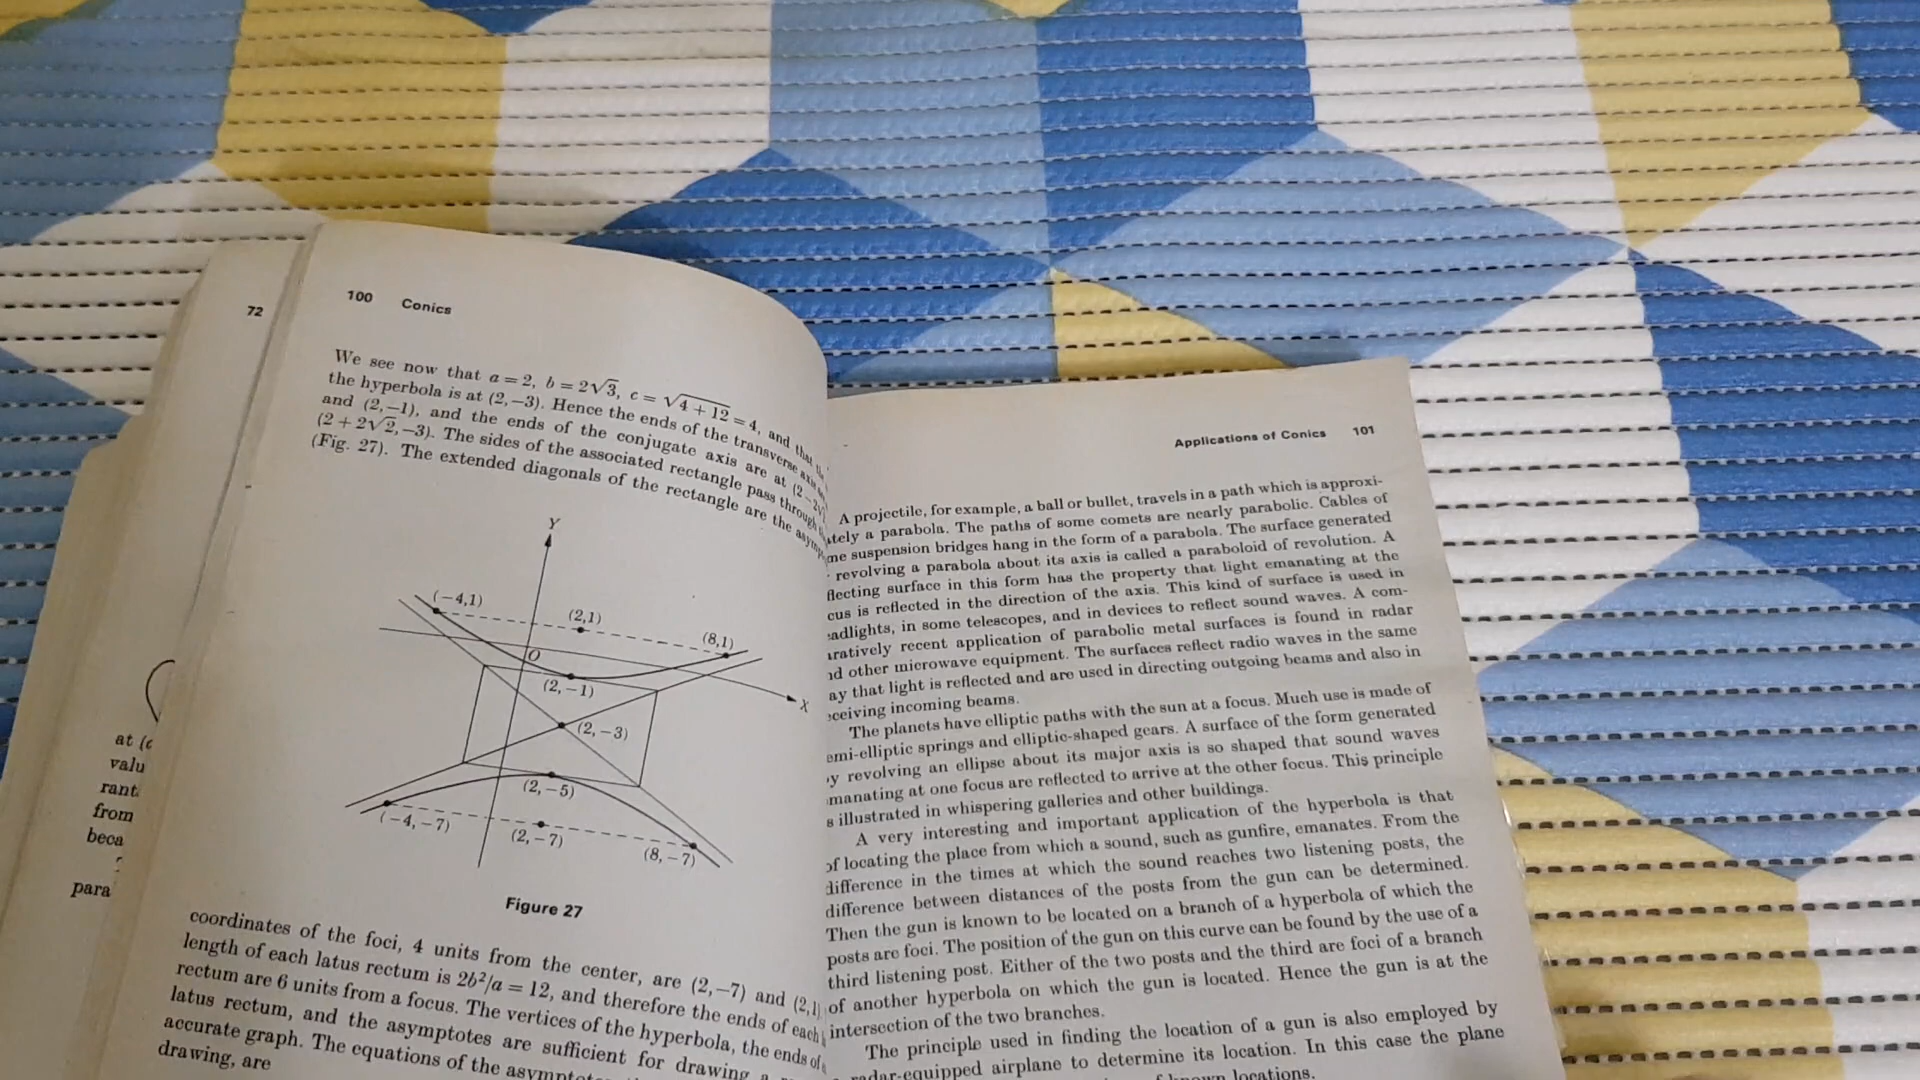 72
at (c
valu
rant
from
beca
para
100 Conics
We see now that a = 2, b = 2√3, c = √4 + 12 = 4, and that
the hyperbola is at (2,−3). Hence the ends of the transverse axis
and (2,−1), and the ends of the conjugate axis are at (2 − 2√
(2 + 2√2,−3). The sides of the associated rectangle pass through
(Fig. 27). The extended diagonals of the rectangle are the asymp
Y
(−4,1)
(2,1)
(8,1)
O
(2,−1)
X
(2,−3)
(2,−5)
(−4,−7)
(2,−7)
(8,−7)
Figure 27
coordinates of the foci, 4 units from the center, are (2,−7) and (2,1)
length of each latus rectum is 2b²/a = 12, and therefore the ends of each
rectum are 6 units from a focus. The vertices of the hyperbola, the ends of
latus rectum, and the asymptotes are sufficient for drawing a
accurate graph. The equations of the asymptotes
drawing, are
Applications of Conics 101
A projectile, for example, a ball or bullet, travels in a path which is approxi-
tely a parabola. The paths of some comets are nearly parabolic. Cables of
me suspension bridges hang in the form of a parabola. The surface generated
revolving a parabola about its axis is called a paraboloid of revolution. A
flecting surface in this form has the property that light emanating at the
cus is reflected in the direction of the axis. This kind of surface is used in
eadlights, in some telescopes, and in devices to reflect sound waves. A com-
aratively recent application of parabolic metal surfaces is found in radar
nd other microwave equipment. The surfaces reflect radio waves in the same
ay that light is reflected and are used in directing outgoing beams and also in
eceiving incoming beams.
The planets have elliptic paths with the sun at a focus. Much use is made of
emi-elliptic springs and elliptic-shaped gears. A surface of the form generated
y revolving an ellipse about its major axis is so shaped that sound waves
manating at one focus are reflected to arrive at the other focus. This principle
s illustrated in whispering galleries and other buildings.
A very interesting and important application of the hyperbola is that
of locating the place from which a sound, such as gunfire, emanates. From the
difference in the times at which the sound reaches two listening posts, the
difference between distances of the posts from the gun can be determined.
Then the gun is known to be located on a branch of a hyperbola of which the
posts are foci. The position of the gun on this curve can be found by the use of a
third listening post. Either of the two posts and the third are foci of a branch
of another hyperbola on which the gun is located. Hence the gun is at the
intersection of the two branches.
The principle used in finding the location of a gun is also employed by
radar-equipped airplane to determine its location. In this case the plane
known locations.